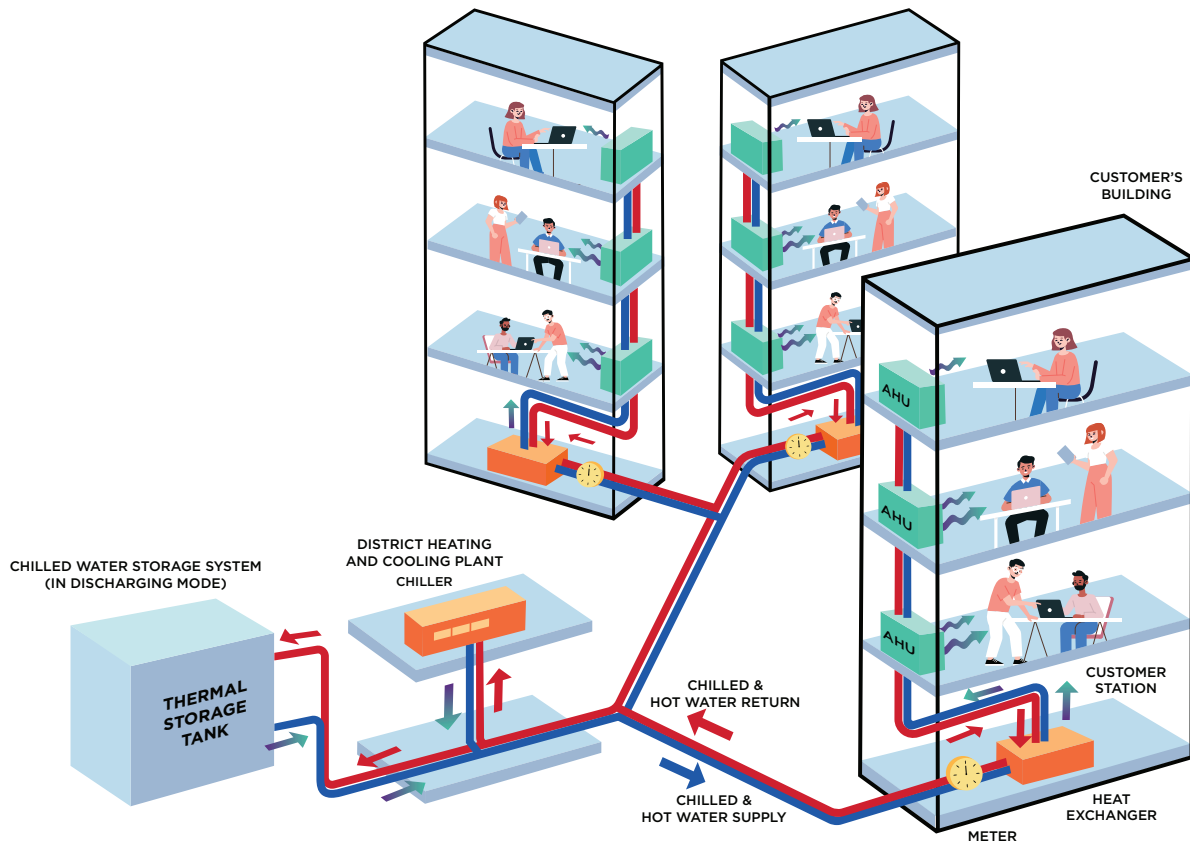 CUSTOMER'S
BUILDING
AHU
AHU
AHU
CHILLED WATER STORAGE SYSTEM
(IN DISCHARGING MODE)
DISTRICT HEATING
AND COOLING PLANT
CHILLER
THERMAL
STORAGE
TANK
CHILLED &
HOT WATER RETURN
CUSTOMER
STATION
CHILLED &
HOT WATER SUPPLY
HEAT
EXCHANGER
METER